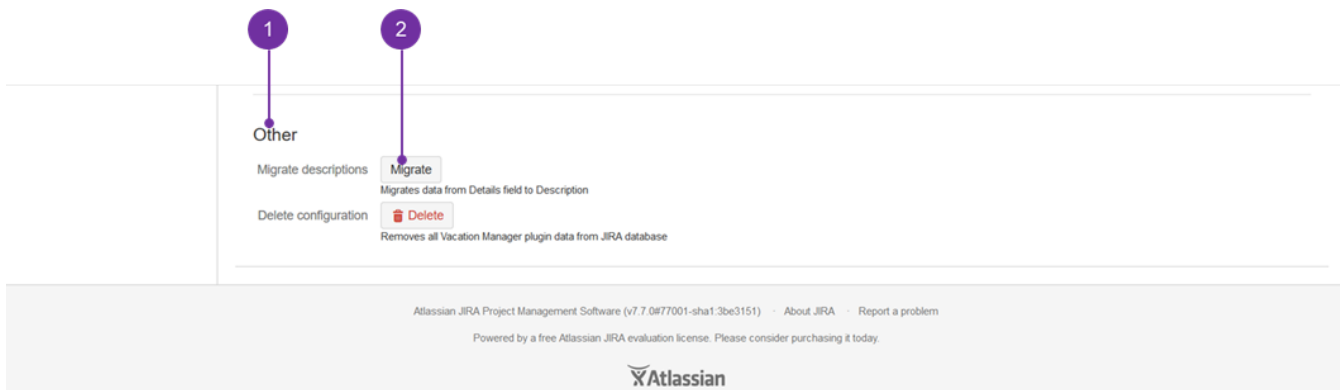 1 2
Other
Migrate descriptions Migrate
Migrates data from Details field to Description
Delete configuration Delete
Removes all Vacation Manager plugin data from JIRA database
Atlassian JIRA Project Management Software (v7.7.0#77001-sha1:3be3151) · About JIRA · Report a problem
Powered by a free Atlassian JIRA evaluation license. Please consider purchasing it today.
Atlassian